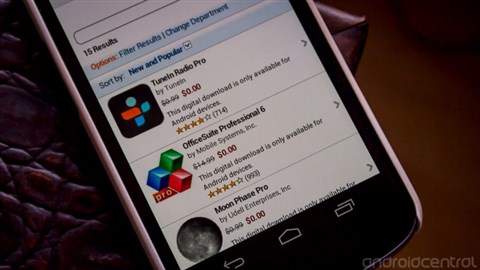 15 Results
Options: Filter Results | Change Department
Sort by: New and Popular
TuneIn Radio Pro
by TuneIn
$0.99 $0.00
This digital download is only available for
Android devices.
(714)
OfficeSuite Professional 6
by Mobile Systems, Inc.
$14.99 $0.00
This digital download is only available for
Android devices.
(993)
pro
Moon Phase Pro
by Udell Enterprises, Inc
$0.99 $0.00
This digital download is only available for
androidcentral